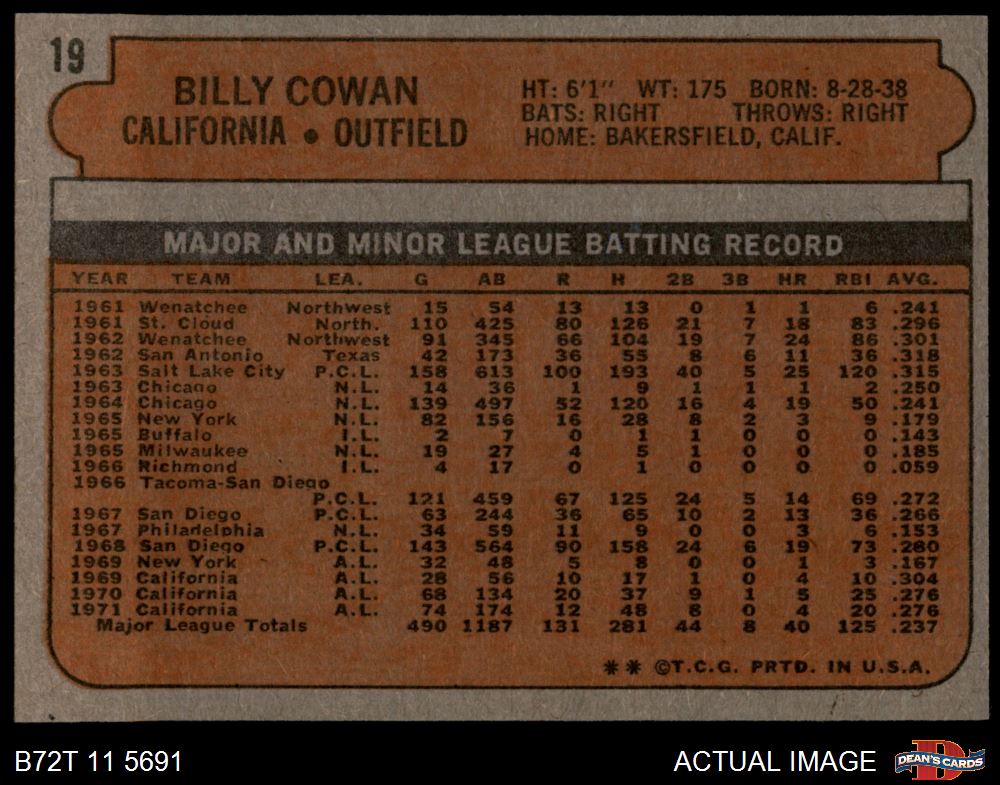 19
BILLY COWAN
CALIFORNIA • OUTFIELD
HT: 6'1" WT: 175 BORN: 8-28-38
BATS: RIGHT THROWS: RIGHT
HOME: BAKERSFIELD, CALIF.
MAJOR AND MINOR LEAGUE BATTING RECORD
YEAR TEAM LEA. G AB R H 2B 3B HR RBI AVG.
1961 Wenatchee Northwest 15 54 13 13 0 1 1 6 .241
1961 St. Cloud North. 110 425 80 126 21 7 18 83 .296
1962 Wenatchee Northwest 91 345 66 104 19 7 24 86 .301
1962 San Antonio Texas 42 173 36 55 8 6 11 36 .318
1963 Salt Lake City P.C.L. 158 613 100 193 40 5 25 120 .315
1963 Chicago N.L. 14 36 1 9 1 1 1 2 .250
1964 Chicago N.L. 139 497 52 120 16 4 19 50 .241
1965 New York N.L. 82 156 16 28 8 2 3 9 .179
1965 Buffalo I.L. 2 7 0 1 1 0 0 0 .143
1965 Milwaukee N.L. 19 27 4 5 1 0 0 0 .185
1966 Richmond I.L. 4 17 0 1 0 0 0 0 .059
1966 Tacoma-San Diego
P.C.L. 121 459 67 125 24 5 14 69 .272
1967 San Diego P.C.L. 63 244 36 65 10 2 13 36 .266
1967 Philadelphia N.L. 34 59 11 9 0 0 3 6 .153
1968 San Diego P.C.L. 143 564 90 158 24 6 19 73 .280
1969 New York A.L. 32 48 5 8 0 0 1 3 .167
1969 California A.L. 28 56 10 17 1 0 4 10 .304
1970 California A.L. 68 134 20 37 9 1 5 25 .276
1971 California A.L. 74 174 12 48 8 0 4 20 .276
Major League Totals 490 1187 131 281 44 8 40 125 .237
** ©T.C.G. PRTD. IN U.S.A.
B72T 11 5691
ACTUAL IMAGE
DEAN'S CARDS